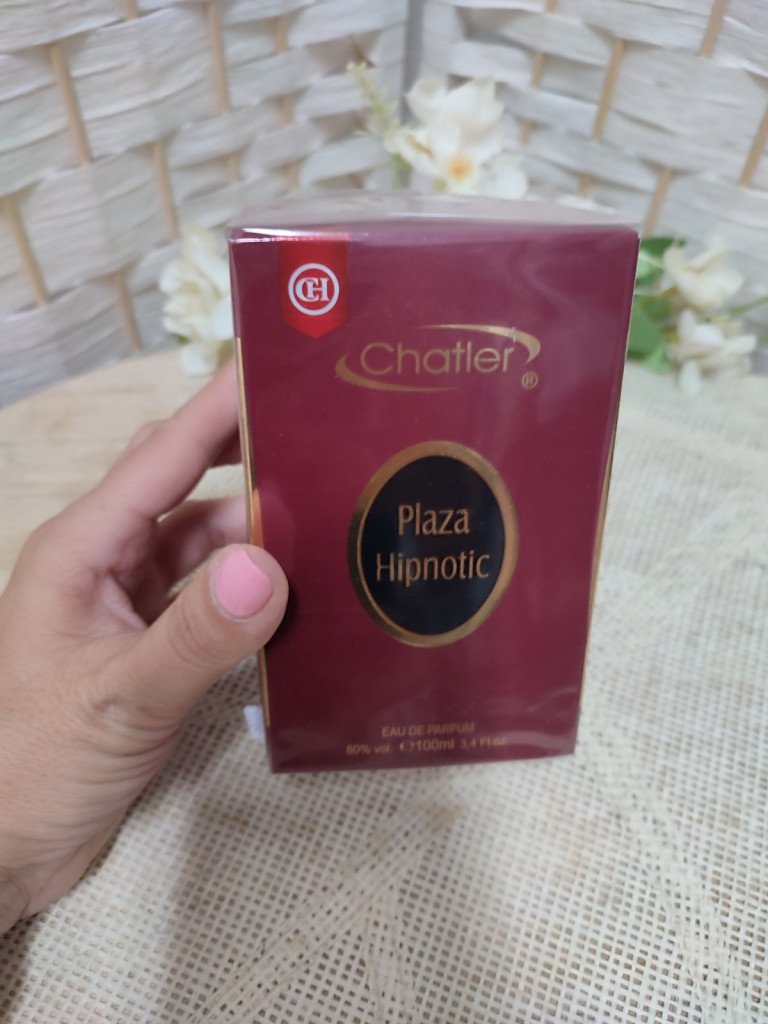 CH
Chatler®
Plaza
Hipnotic
EAU DE PARFUM
80% vol. €100ml 3,4 Fl.oz